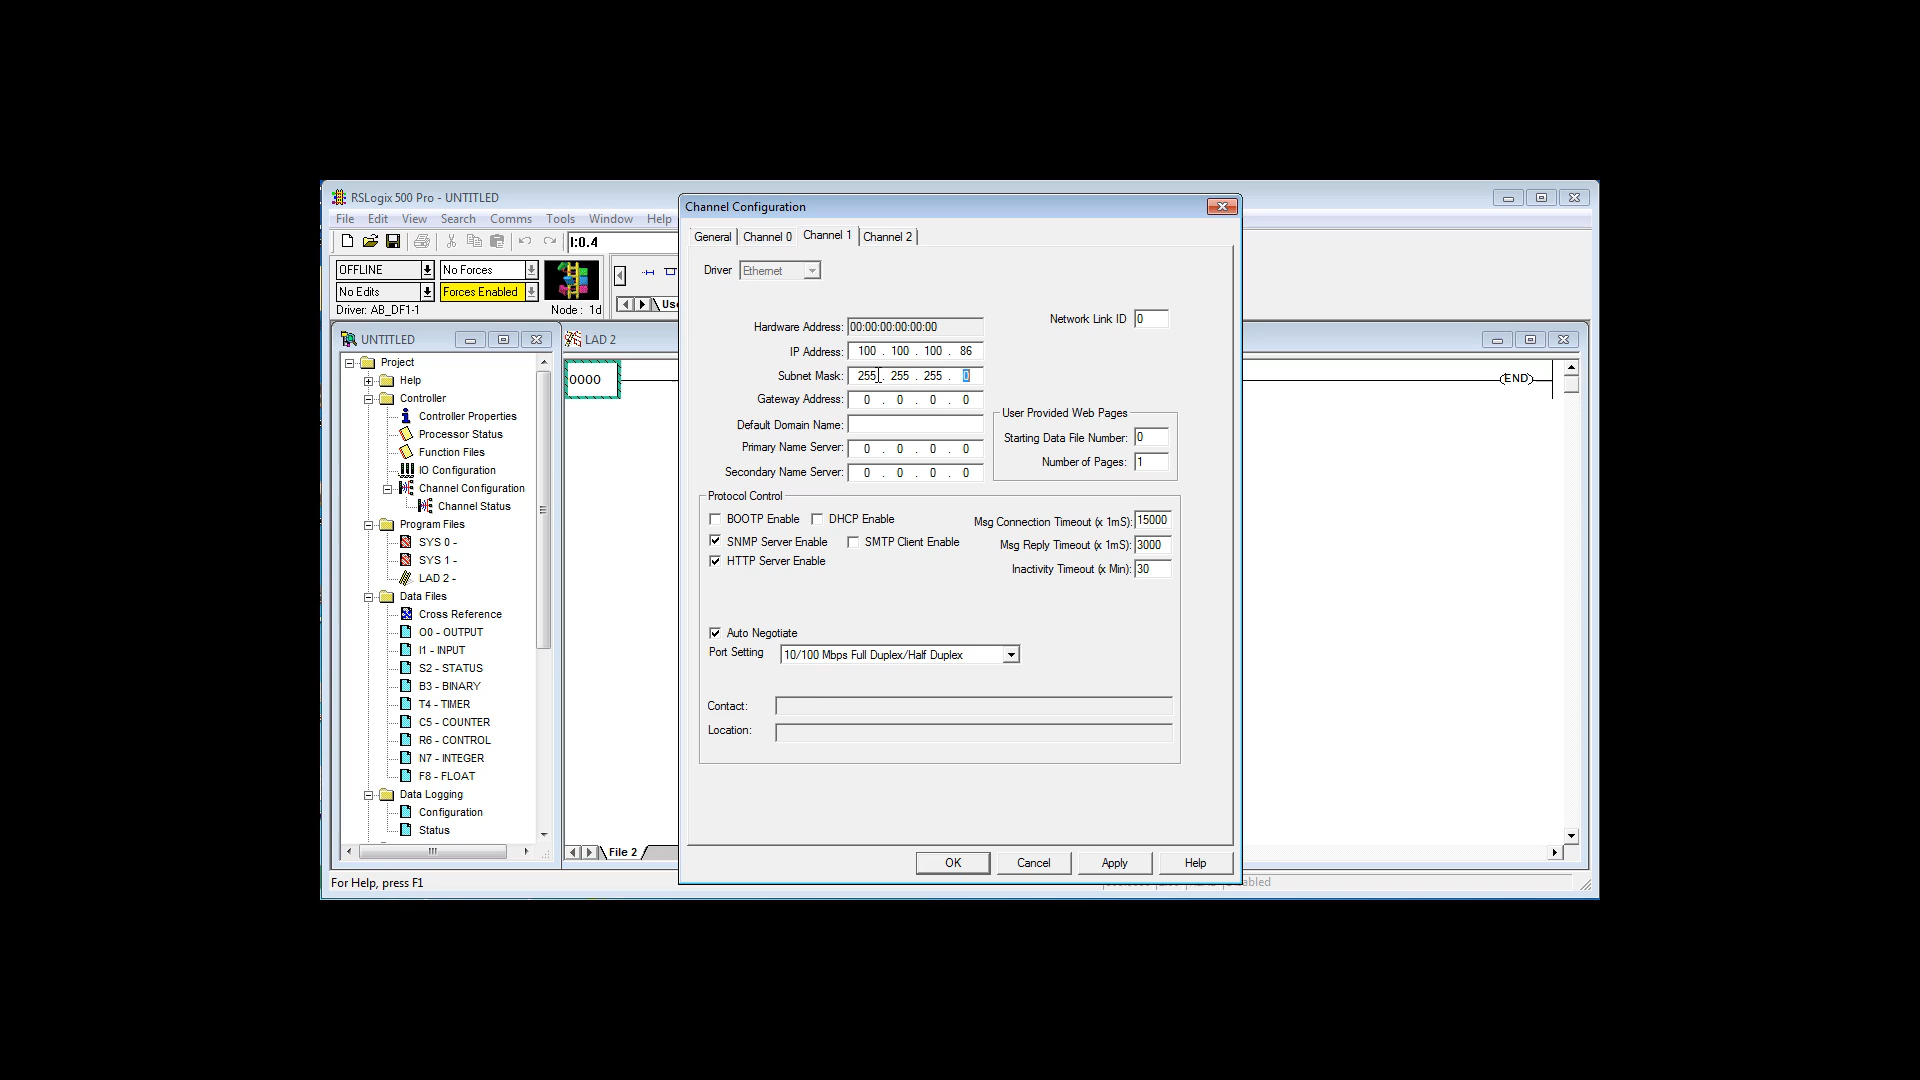 RSLogix 500 Pro - UNTITLED
File Edit View Search Comms Tools Window Help
I:0.4
OFFLINE No Forces
No Edits Forces Enabled
Driver: AB_DF1-1 Node: 1d
UNTITLED
Project
Help
Controller
Controller Properties
Processor Status
Function Files
IO Configuration
Channel Configuration
Channel Status
Program Files
SYS 0 -
SYS 1 -
LAD 2 -
Data Files
Cross Reference
O0 - OUTPUT
I1 - INPUT
S2 - STATUS
B3 - BINARY
T4 - TIMER
C5 - COUNTER
R6 - CONTROL
N7 - INTEGER
F8 - FLOAT
Data Logging
Configuration
Status
LAD 2
0000
(END)
File 2
For Help, press F1
Channel Configuration
General Channel 0 Channel 1 Channel 2
Driver Ethernet
Hardware Address: 00:00:00:00:00:00
Network Link ID 0
IP Address: 100 . 100 . 100 . 86
Subnet Mask: 255 . 255 . 255 . 0
Gateway Address: 0 . 0 . 0 . 0
Default Domain Name:
Primary Name Server: 0 . 0 . 0 . 0
Secondary Name Server: 0 . 0 . 0 . 0
User Provided Web Pages
Starting Data File Number: 0
Number of Pages: 1
Protocol Control
BOOTP Enable DHCP Enable
SNMP Server Enable SMTP Client Enable
HTTP Server Enable
Msg Connection Timeout (x 1mS): 15000
Msg Reply Timeout (x 1mS): 3000
Inactivity Timeout (x Min): 30
Auto Negotiate
Port Setting 10/100 Mbps Full Duplex/Half Duplex
Contact:
Location:
OK Cancel Apply Help